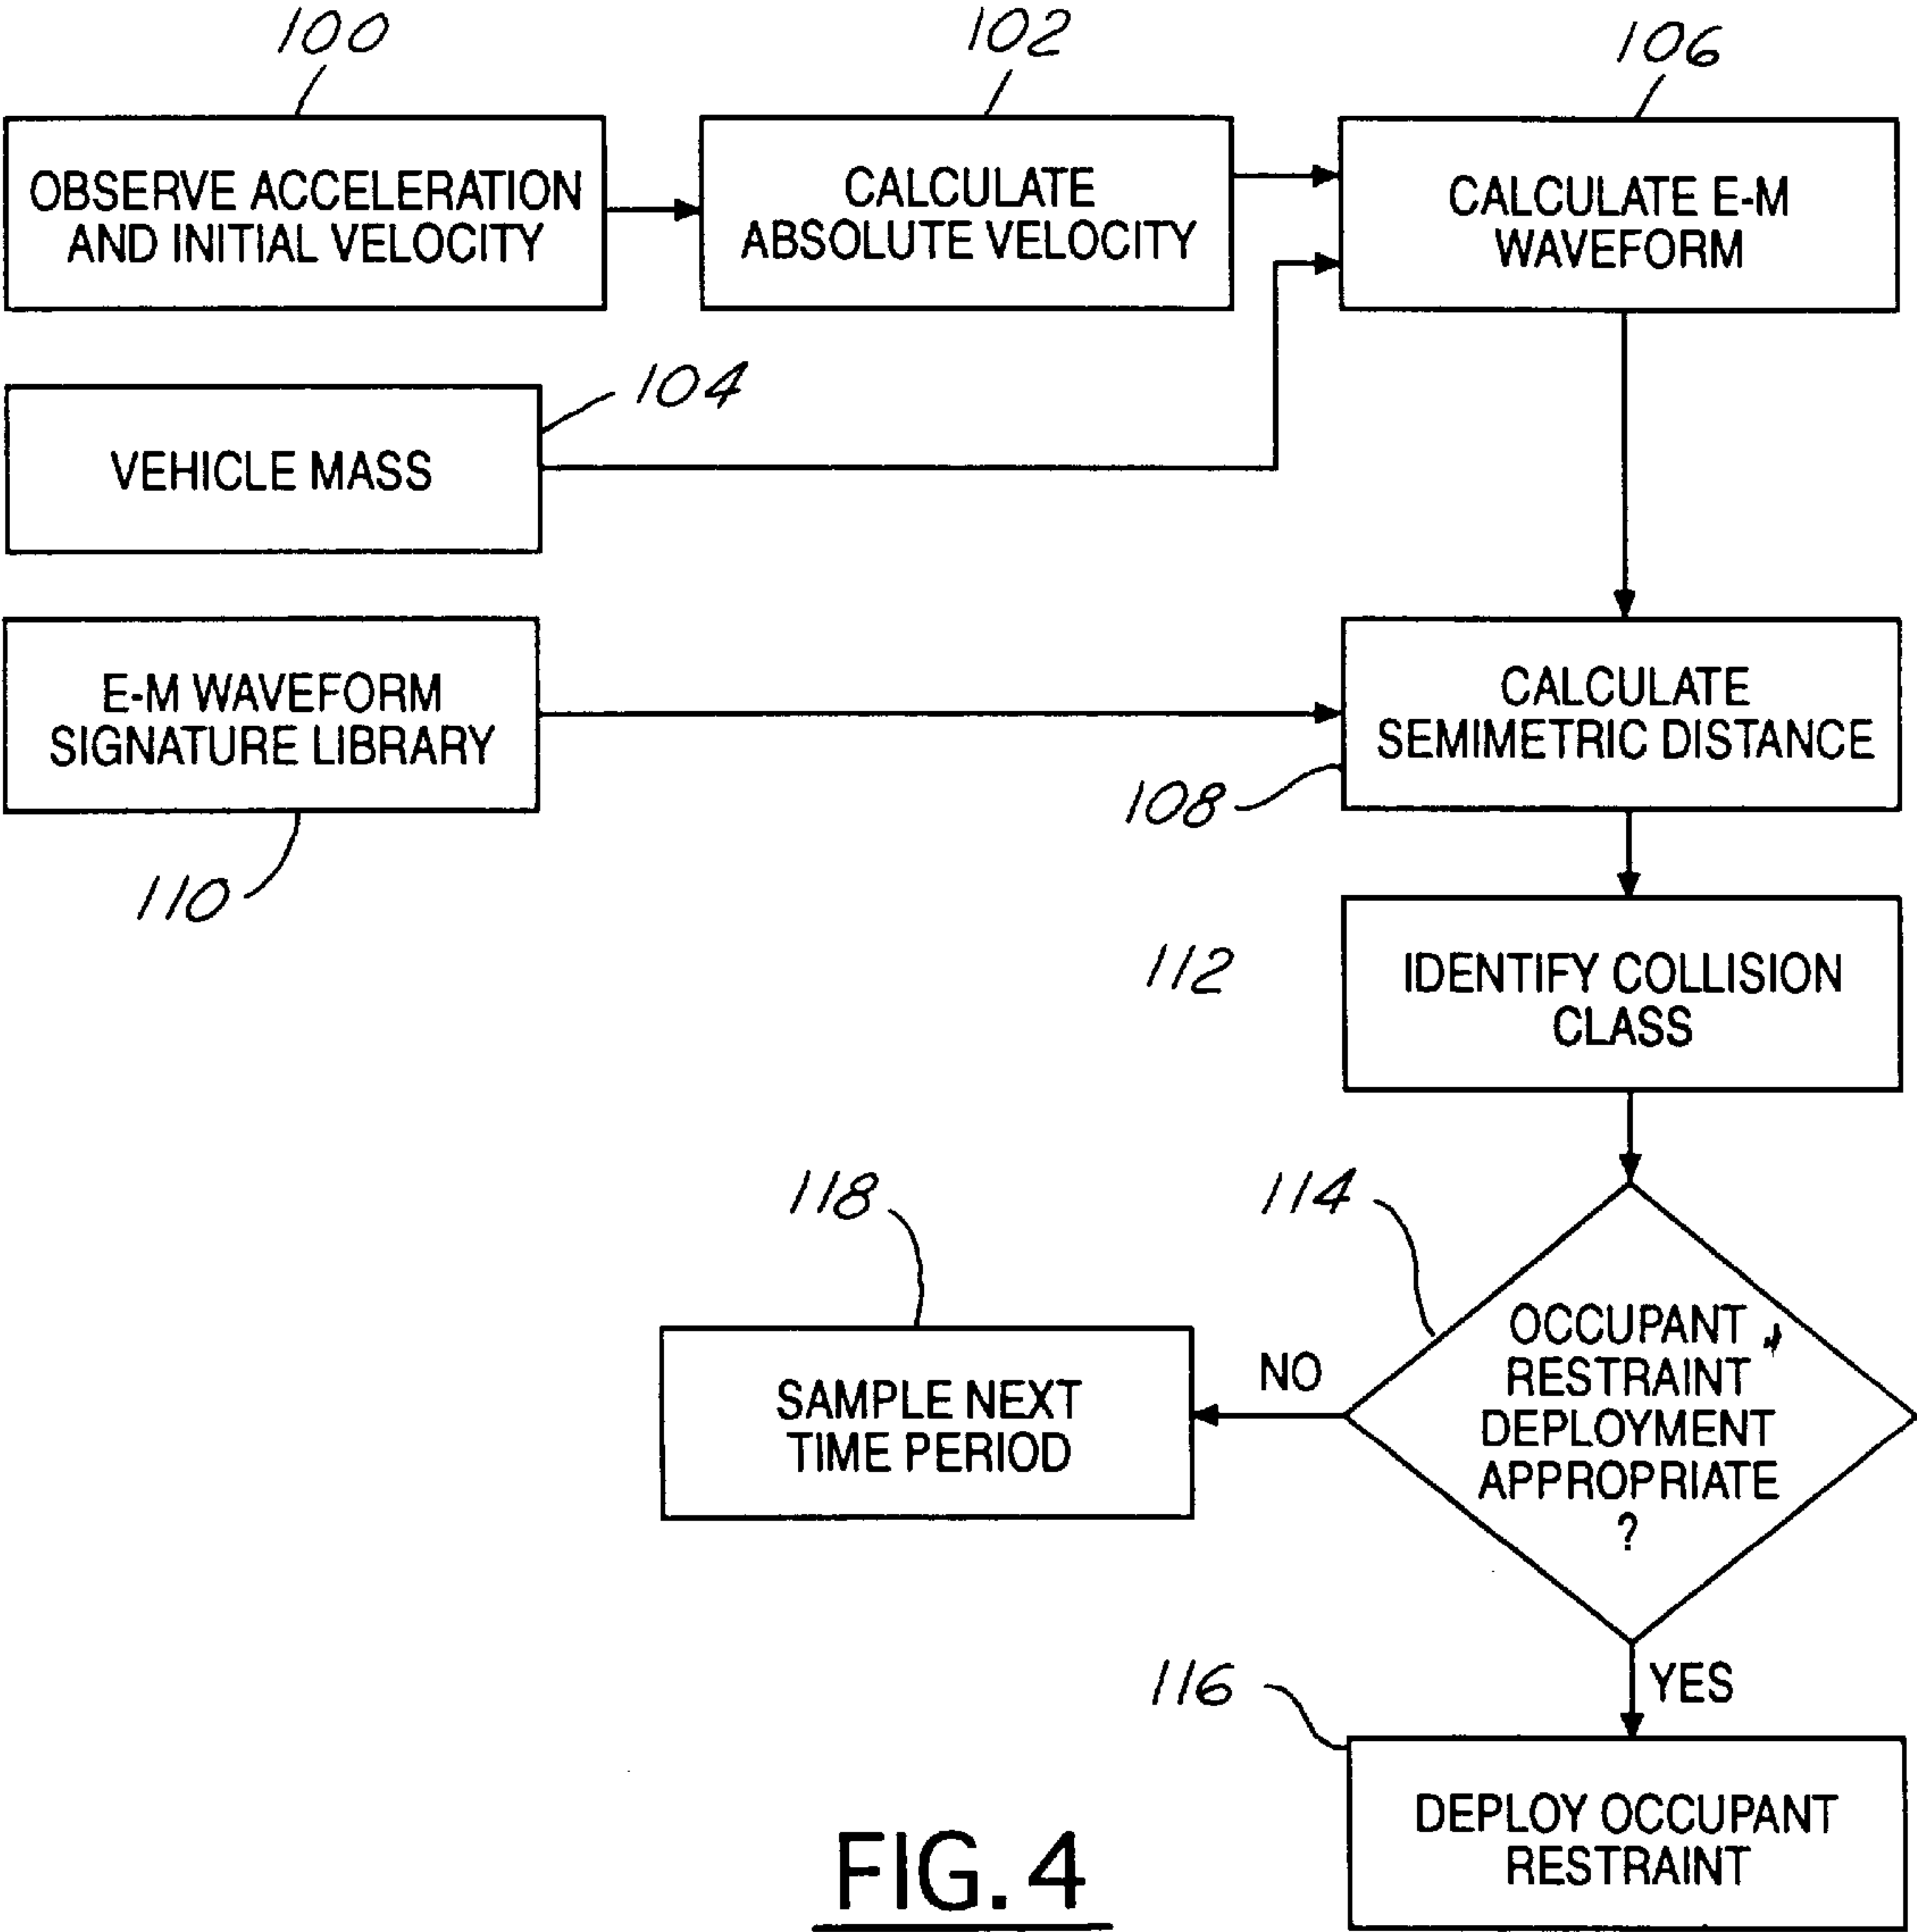 100
102
106
OBSERVE ACCELERATION
AND INITIAL VELOCITY
CALCULATE
ABSOLUTE VELOCITY
CALCULATE E-M
WAVEFORM
104
VEHICLE MASS
E-M WAVEFORM
SIGNATURE LIBRARY
CALCULATE
SEMIMETRIC DISTANCE
108
110
112
IDENTIFY COLLISION
CLASS
118
114
OCCUPANT
RESTRAINT
DEPLOYMENT
APPROPRIATE
?
NO
SAMPLE NEXT
TIME PERIOD
YES
116
DEPLOY OCCUPANT
RESTRAINT
FIG. 4